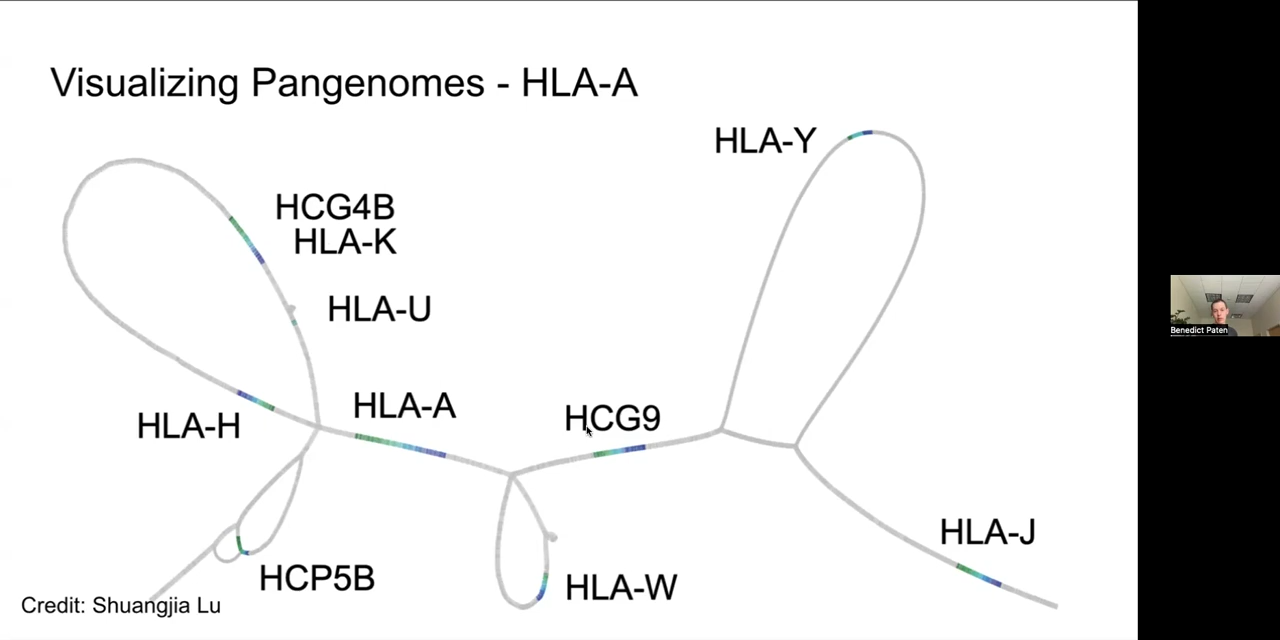 Visualizing Pangenomes - HLA-A
HLA-Y
HCG4B
HLA-K
HLA-U
HLA-H
HLA-A
HCG9
HLA-J
HCP5B
HLA-W
Credit: Shuangjia Lu
Benedict Paten